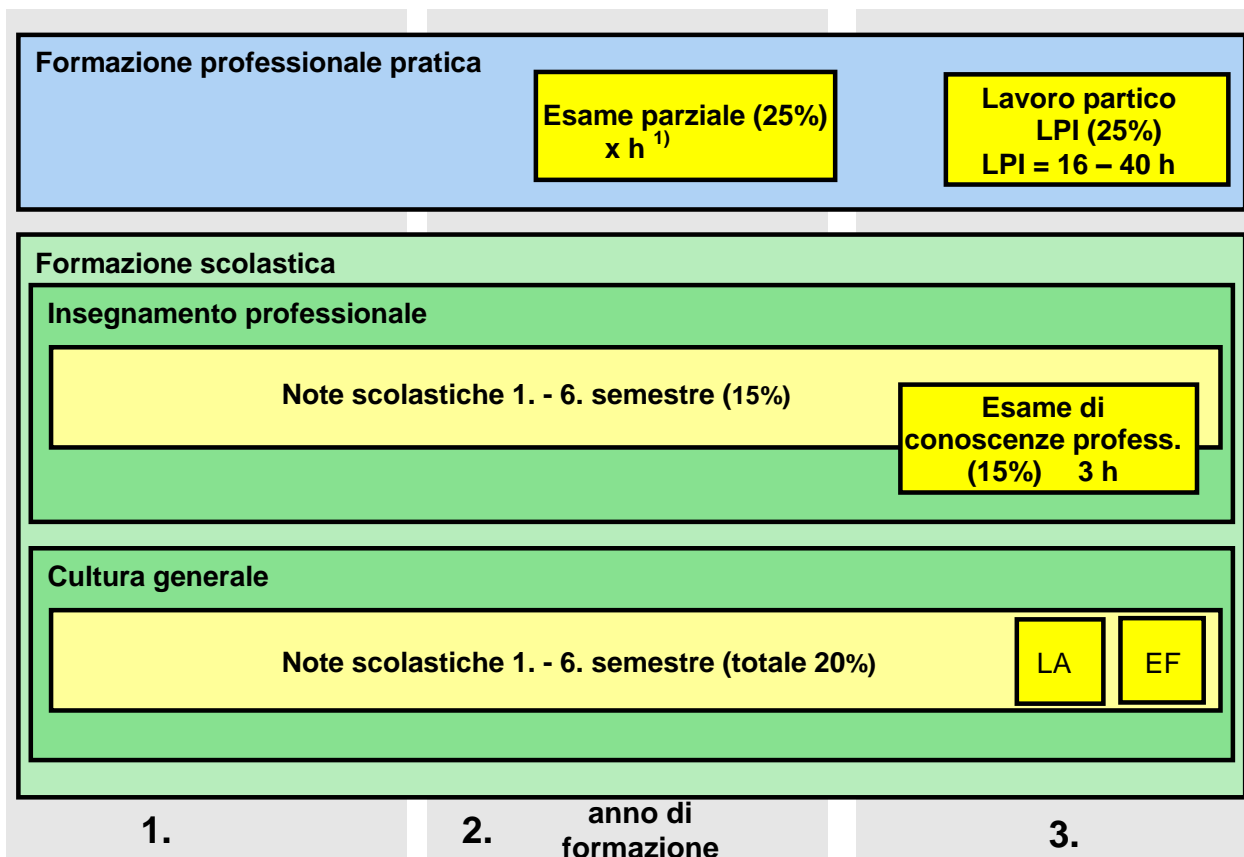 Formazione professionale pratica
Esame parziale (25%)
x h 1)
Lavoro partico
LPI (25%)
LPI = 16 – 40 h
Formazione scolastica
Insegnamento professionale
Note scolastiche 1. - 6. semestre (15%)
Esame di
conoscenze profess.
(15%) 3 h
Cultura generale
Note scolastiche 1. - 6. semestre (totale 20%)
LA
EF
1.
2.
anno di
formazione
3.